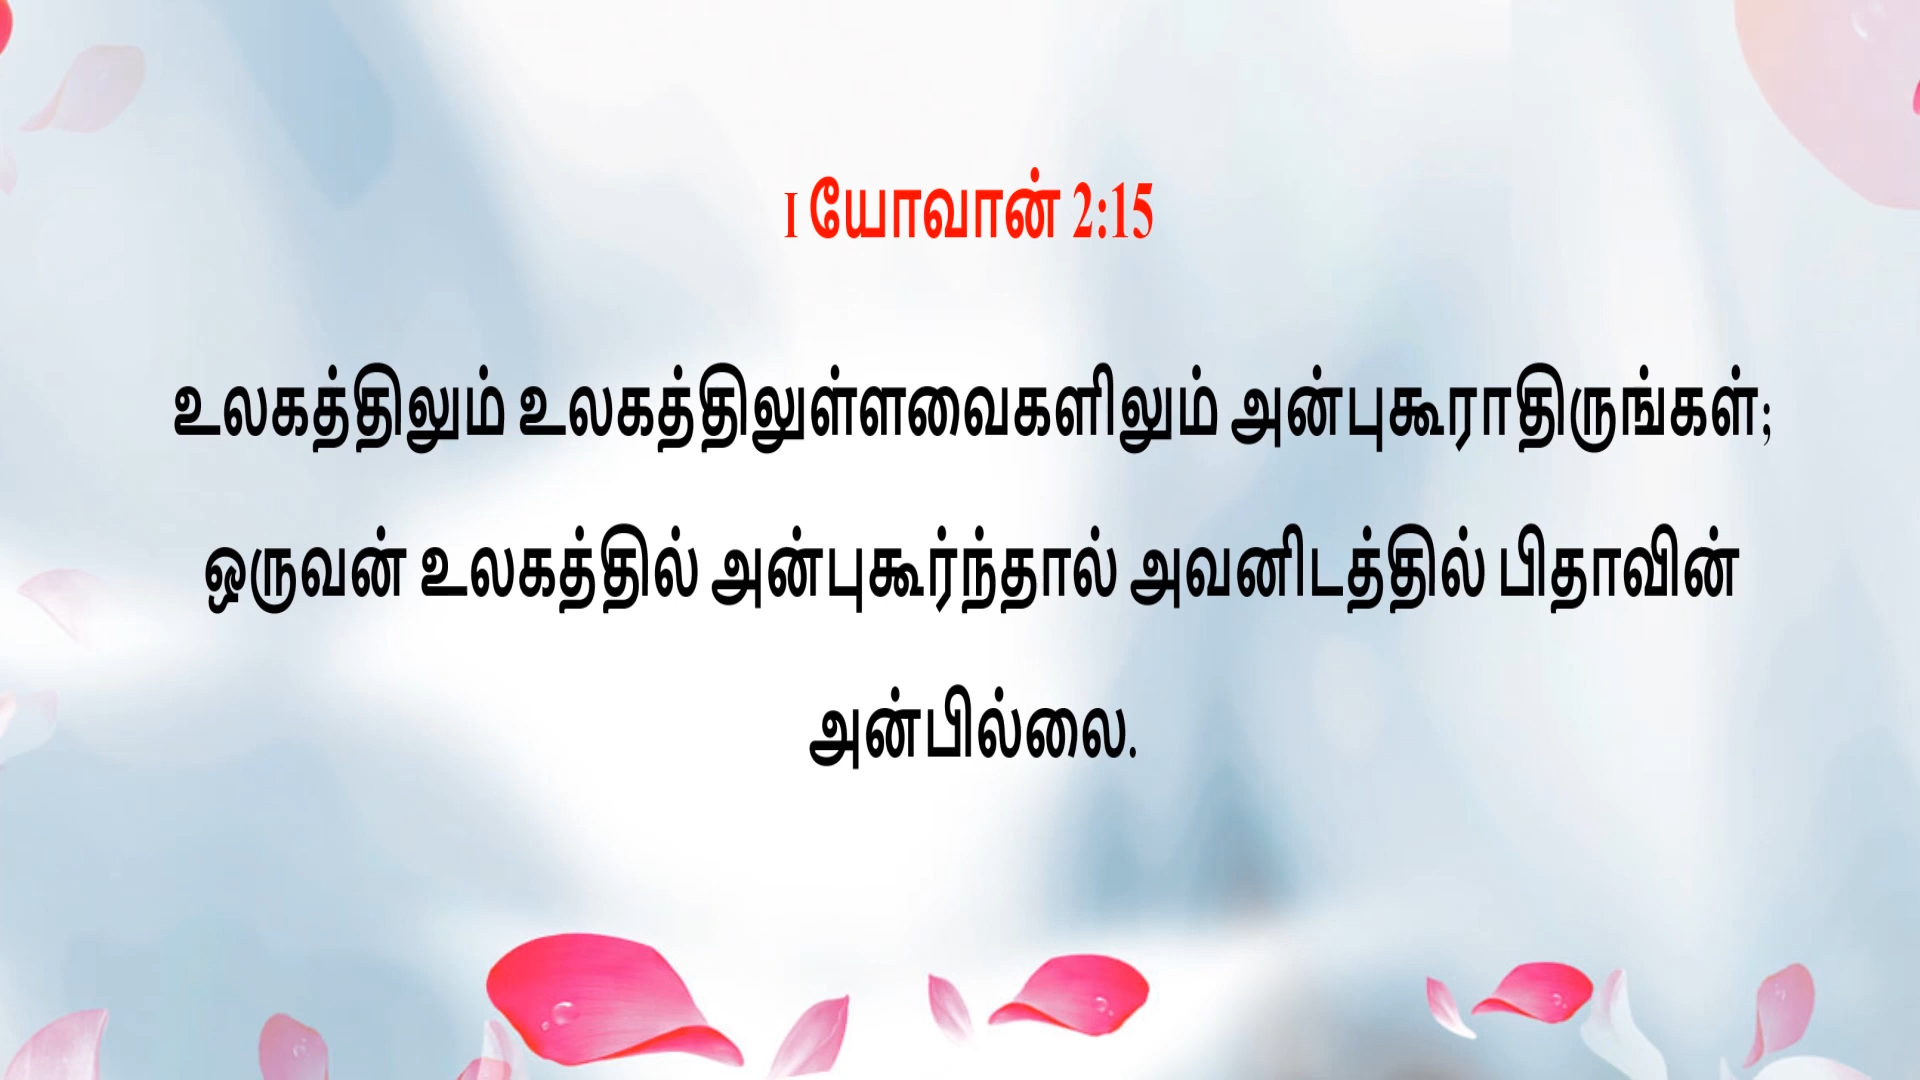 I யோவான் 2:15
உலகத்திலும் உலகத்திலுள்ளவைகளிலும் அன்புகூராதிருங்கள்;
ஒருவன் உலகத்தில் அன்புகூர்ந்தால் அவனிடத்தில் பிதாவின்
அன்பில்லை.